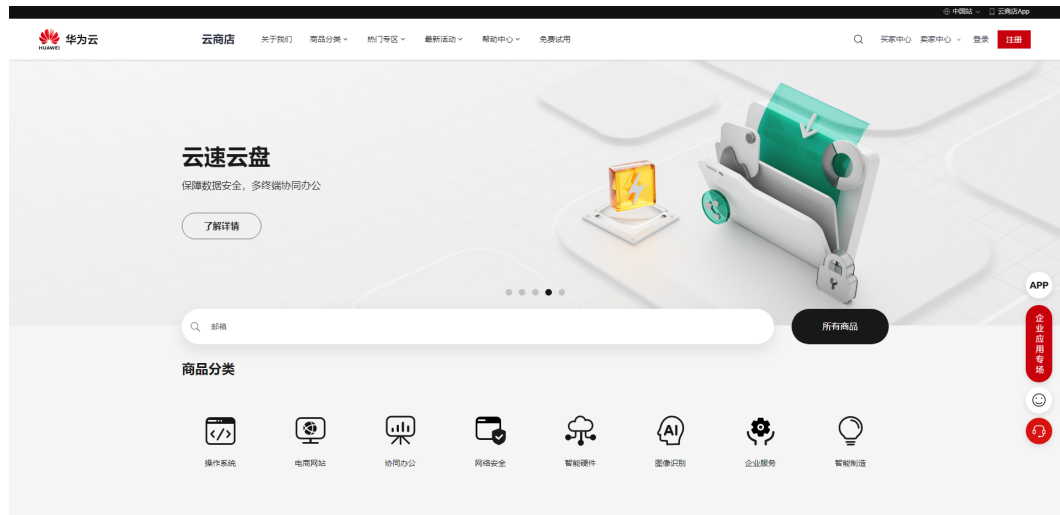 中国站 云商店App
HUAWEI 华为云 云商店 关于我们 商品分类 热门专区 最新活动 帮助中心 免费试用 买家中心 卖家中心 登录 注册
云速云盘
保障数据安全，多终端协同办公
了解详情
APP
企业应用专场
邮箱 所有商品
商品分类
AI
操作系统 电商网站 协同办公 网络安全 智能硬件 图像识别 企业服务 智能制造